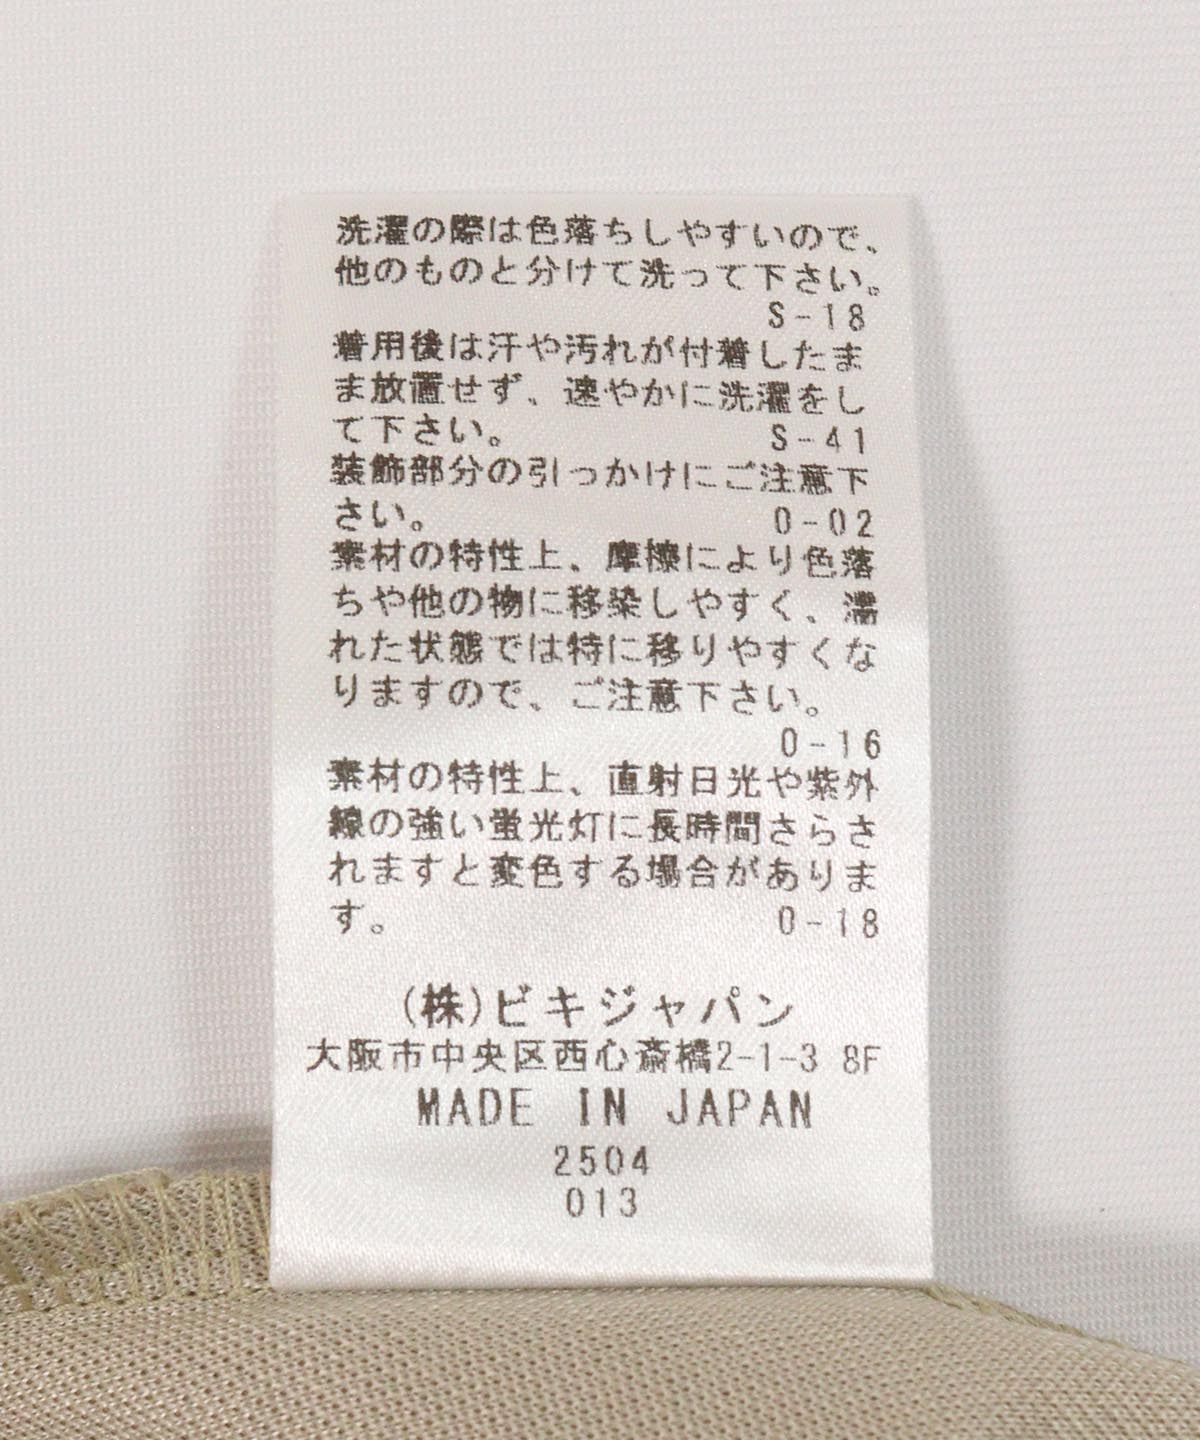 洗濯の際は色落ちしやすいので、
他のものと分けて洗って下さい。
S-18
着用後は汗や汚れが付着したま
ま放置せず、速やかに洗濯をし
て下さい。 S-41
装飾部分の引っかけにご注意下
さい。 0-02
素材の特性上、摩擦により色落
ちや他の物に移染しやすく、濡
れた状態では特に移りやすくな
りますので、ご注意下さい。
0-16
素材の特性上、直射日光や紫外
線の強い蛍光灯に長時間さらさ
れますと変色する場合がありま
す。 0-18
(株)ビキジャパン
大阪市中央区西心斎橋2-1-3 8F
MADE IN JAPAN
2504
013